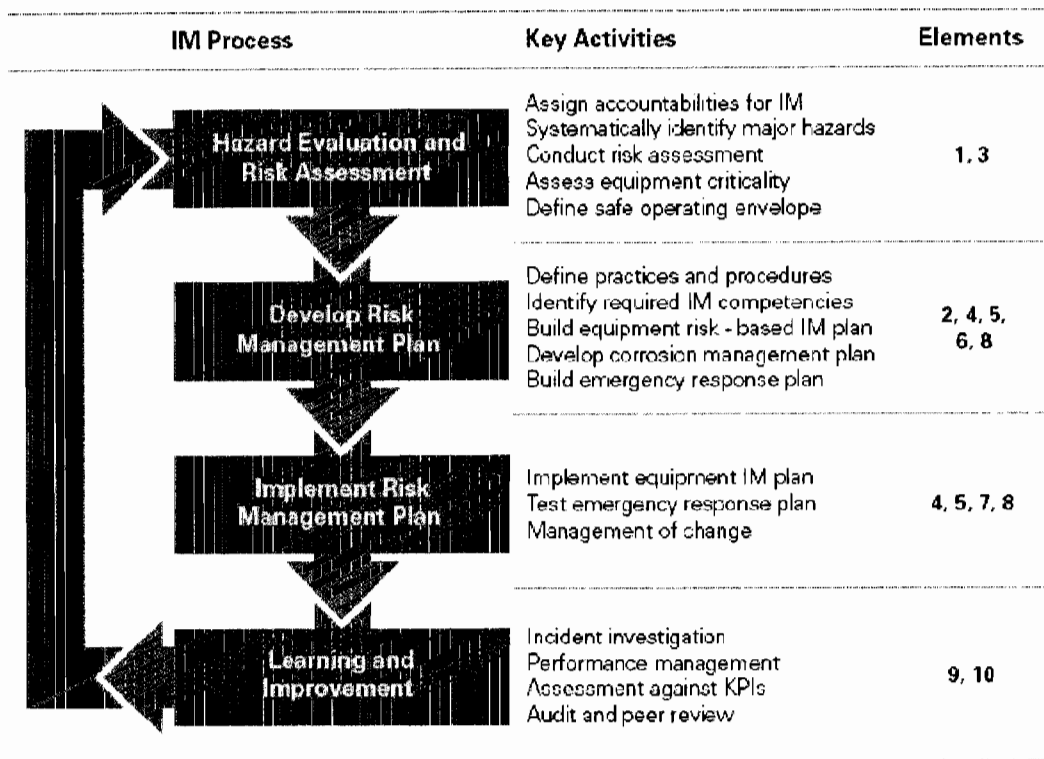 IM Process Key Activities Elements
Hazard Evaluation and
Risk Assessment
Assign accountabilities for IM
Systematically identify major hazards
Conduct risk assessment
Assess equipment criticality
Define safe operating envelope
1, 3
Develop Risk
Management Plan
Define practices and procedures
Identify required IM competencies
Build equipment risk - based IM plan
Develop corrosion management plan
Build emergency response plan
2, 4, 5,
6, 8
Implement Risk
Management Plan
Implement equipment IM plan
Test emergency response plan
Management of change
4, 5, 7, 8
Learning and
Improvement
Incident investigation
Performance management
Assessment against KPIs
Audit and peer review
9, 10